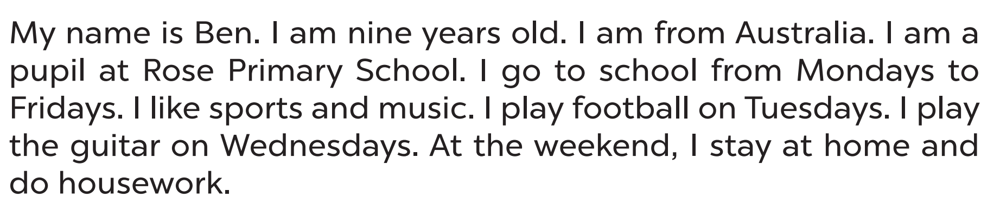 My name is Ben. I am nine years old. I am from Australia. I am a
pupil at Rose Primary School. I go to school from Mondays to
Fridays. I like sports and music. I play football on Tuesdays. I play
the guitar on Wednesdays. At the weekend, I stay at home and
do housework.